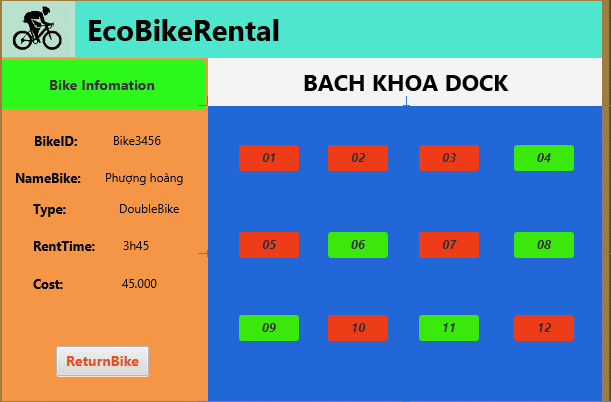 EcoBikeRental
Bike Infomation
BACH KHOA DOCK
BikeID: Bike3456
NameBike: Phượng hoàng
Type: DoubleBike
RentTime: 3h45
Cost: 45.000
ReturnBike
01 02 03 04
05 06 07 08
09 10 11 12